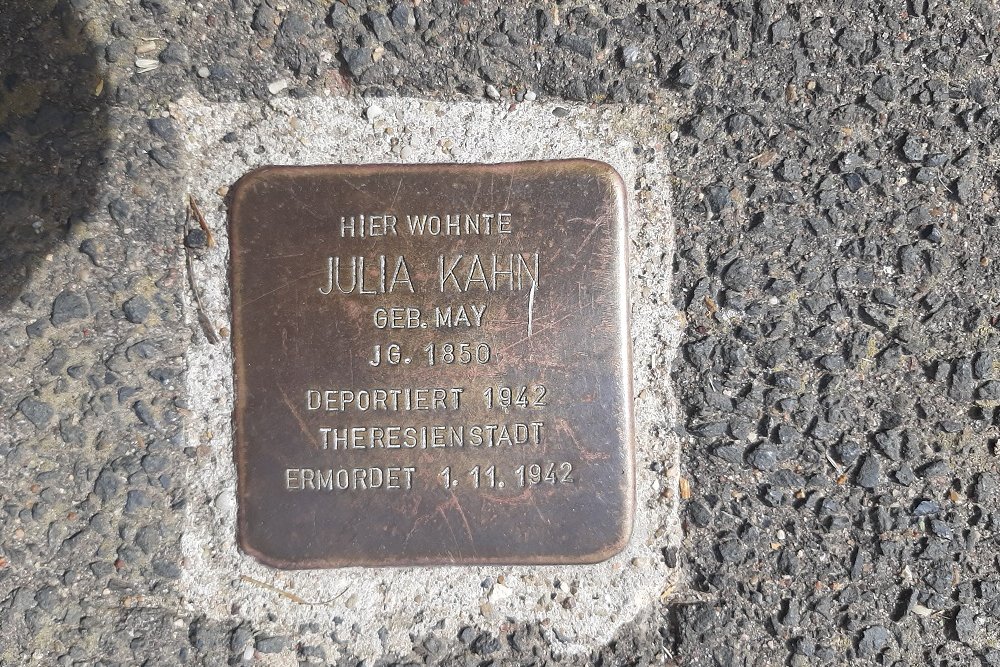 HIER WOHNTE
JULIA KAHN
GEB. MAY
JG. 1850
DEPORTIERT 1942
THERESIENSTADT
ERMORDET 1.11.1942